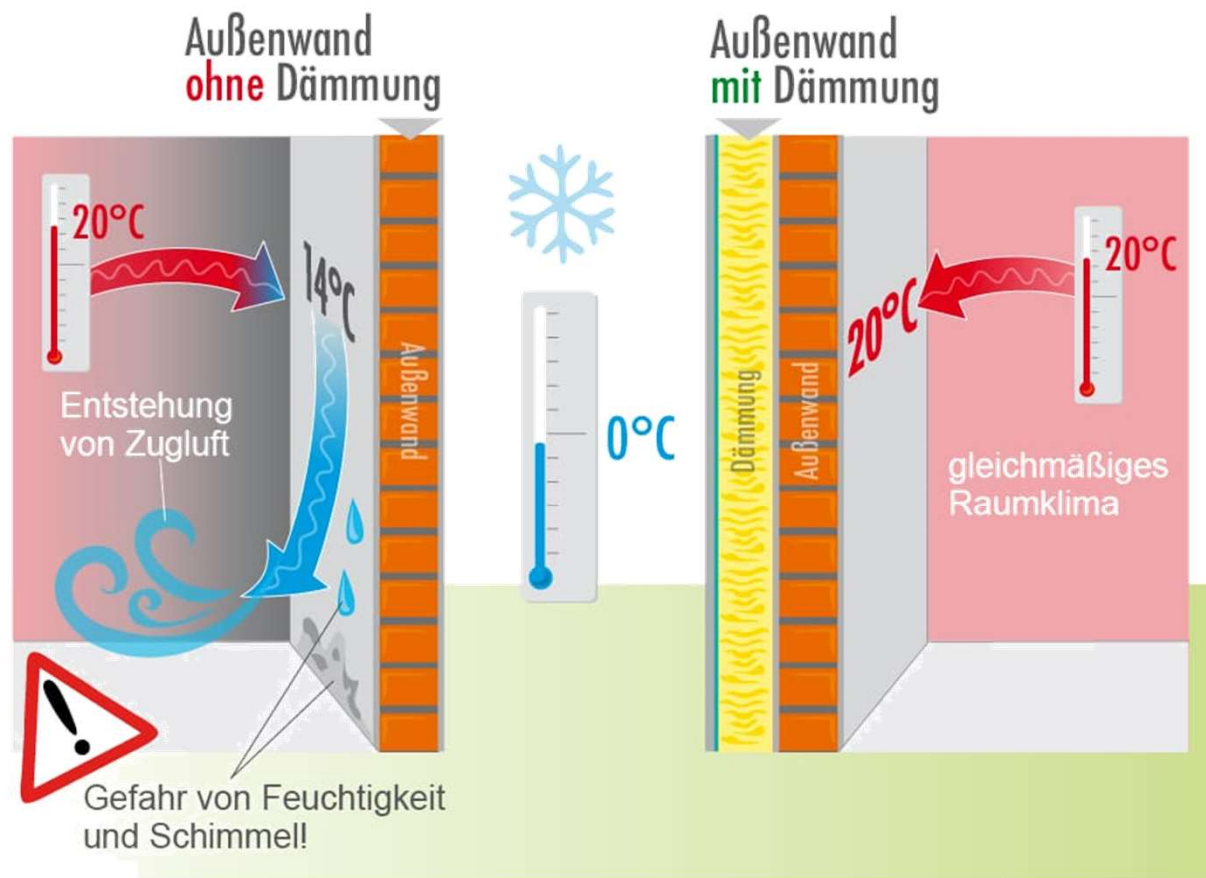 Außenwand
ohne Dämmung
Außenwand
mit Dämmung
20°C
14°C
Außenwand
Entstehung
von Zugluft
Gefahr von Feuchtigkeit
und Schimmel!
0°C
Dämmung
Außenwand
20°C
20°C
gleichmäßiges
Raumklima